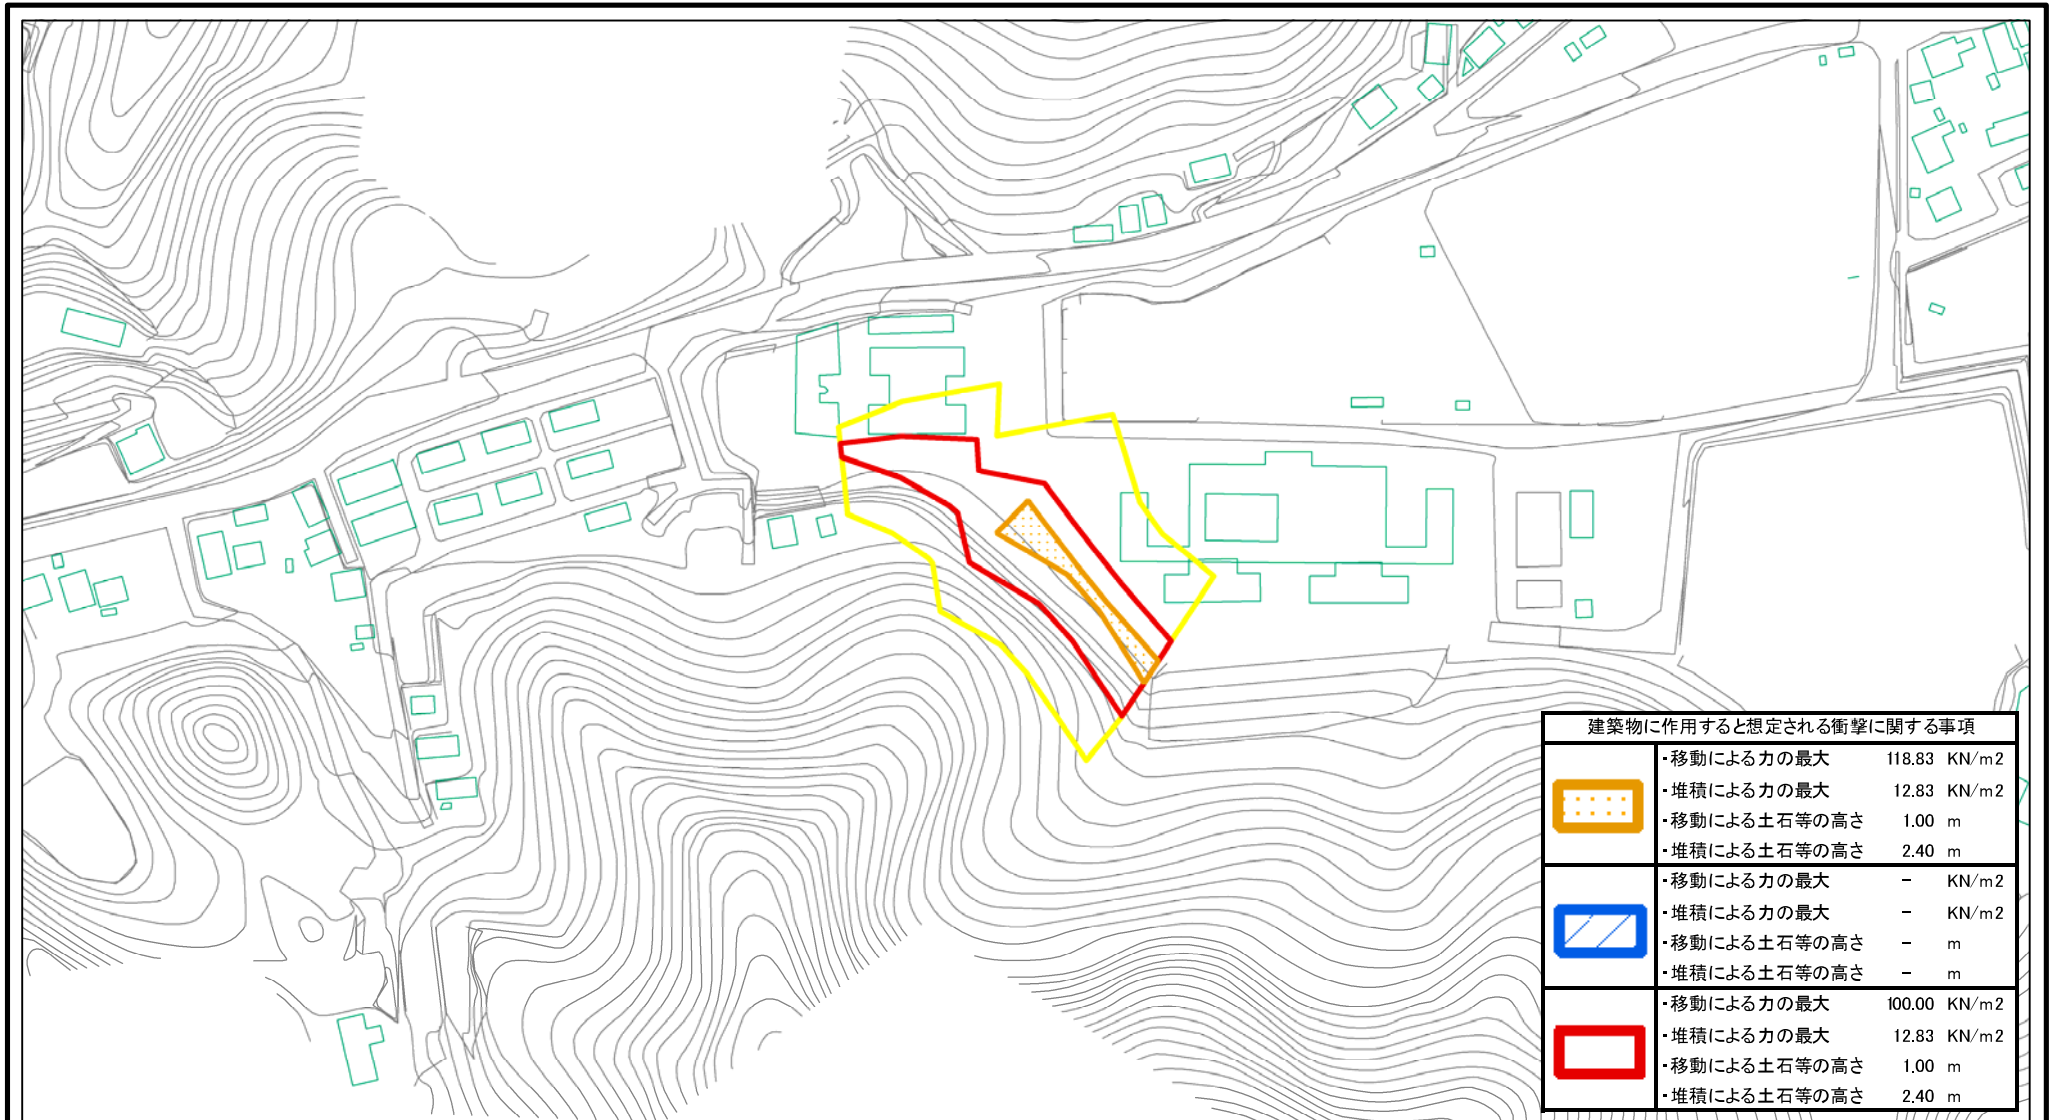 建築物に作用すると想定される衝撃に関する事項
・移動による力の最大 118.83 KN/m2
・堆積による力の最大 12.83 KN/m2
・移動による土石等の高さ 1.00 m
・堆積による土石等の高さ 2.40 m
・移動による力の最大 － KN/m2
・堆積による力の最大 － KN/m2
・移動による土石等の高さ － m
・堆積による土石等の高さ － m
・移動による力の最大 100.00 KN/m2
・堆積による力の最大 12.83 KN/m2
・移動による土石等の高さ 1.00 m
・堆積による土石等の高さ 2.40 m